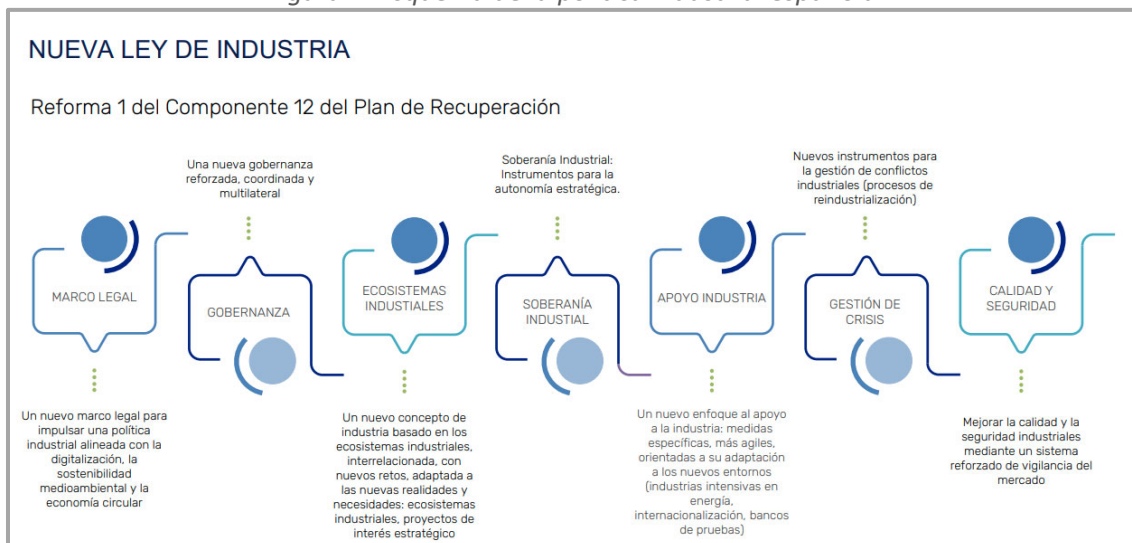 NUEVA LEY DE INDUSTRIA
Reforma 1 del Componente 12 del Plan de Recuperación
Una nueva gobernanza
reforzada, coordinada y
multilateral
Soberanía Industrial:
Instrumentos para la
autonomía estratégica.
Nuevos instrumentos para
la gestión de conflictos
industriales (procesos de
reindustrialización)
MARCO LEGAL
GOBERNANZA
ECOSISTEMAS
INDUSTIALES
SOBERANÍA
INDUSTIAL
APOYO INDUSTRIA
GESTIÓN DE
CRISIS
CALIDAD Y
SEGURIDAD
Un nuevo marco legal para
impulsar una política
industrial alineada con la
digitalización, la
sostenibilidad
medioambiental y la
economía circular
Un nuevo concepto de
industria basado en los
ecosistemas industriales,
interrelacionada, con
nuevos retos, adaptada a
las nuevas realidades y
necesidades: ecosistemas
industriales, proyectos de
interés estratégico
Un nuevo enfoque al apoyo
a la industria: medidas
específicas, más agiles,
orientadas a su adaptación
a los nuevos entornos
(industrias intensivas en
energía,
internacionalización, bancos
de pruebas)
Mejorar la calidad y la
seguridad industriales
mediante un sistema
reforzado de vigilancia del
mercado